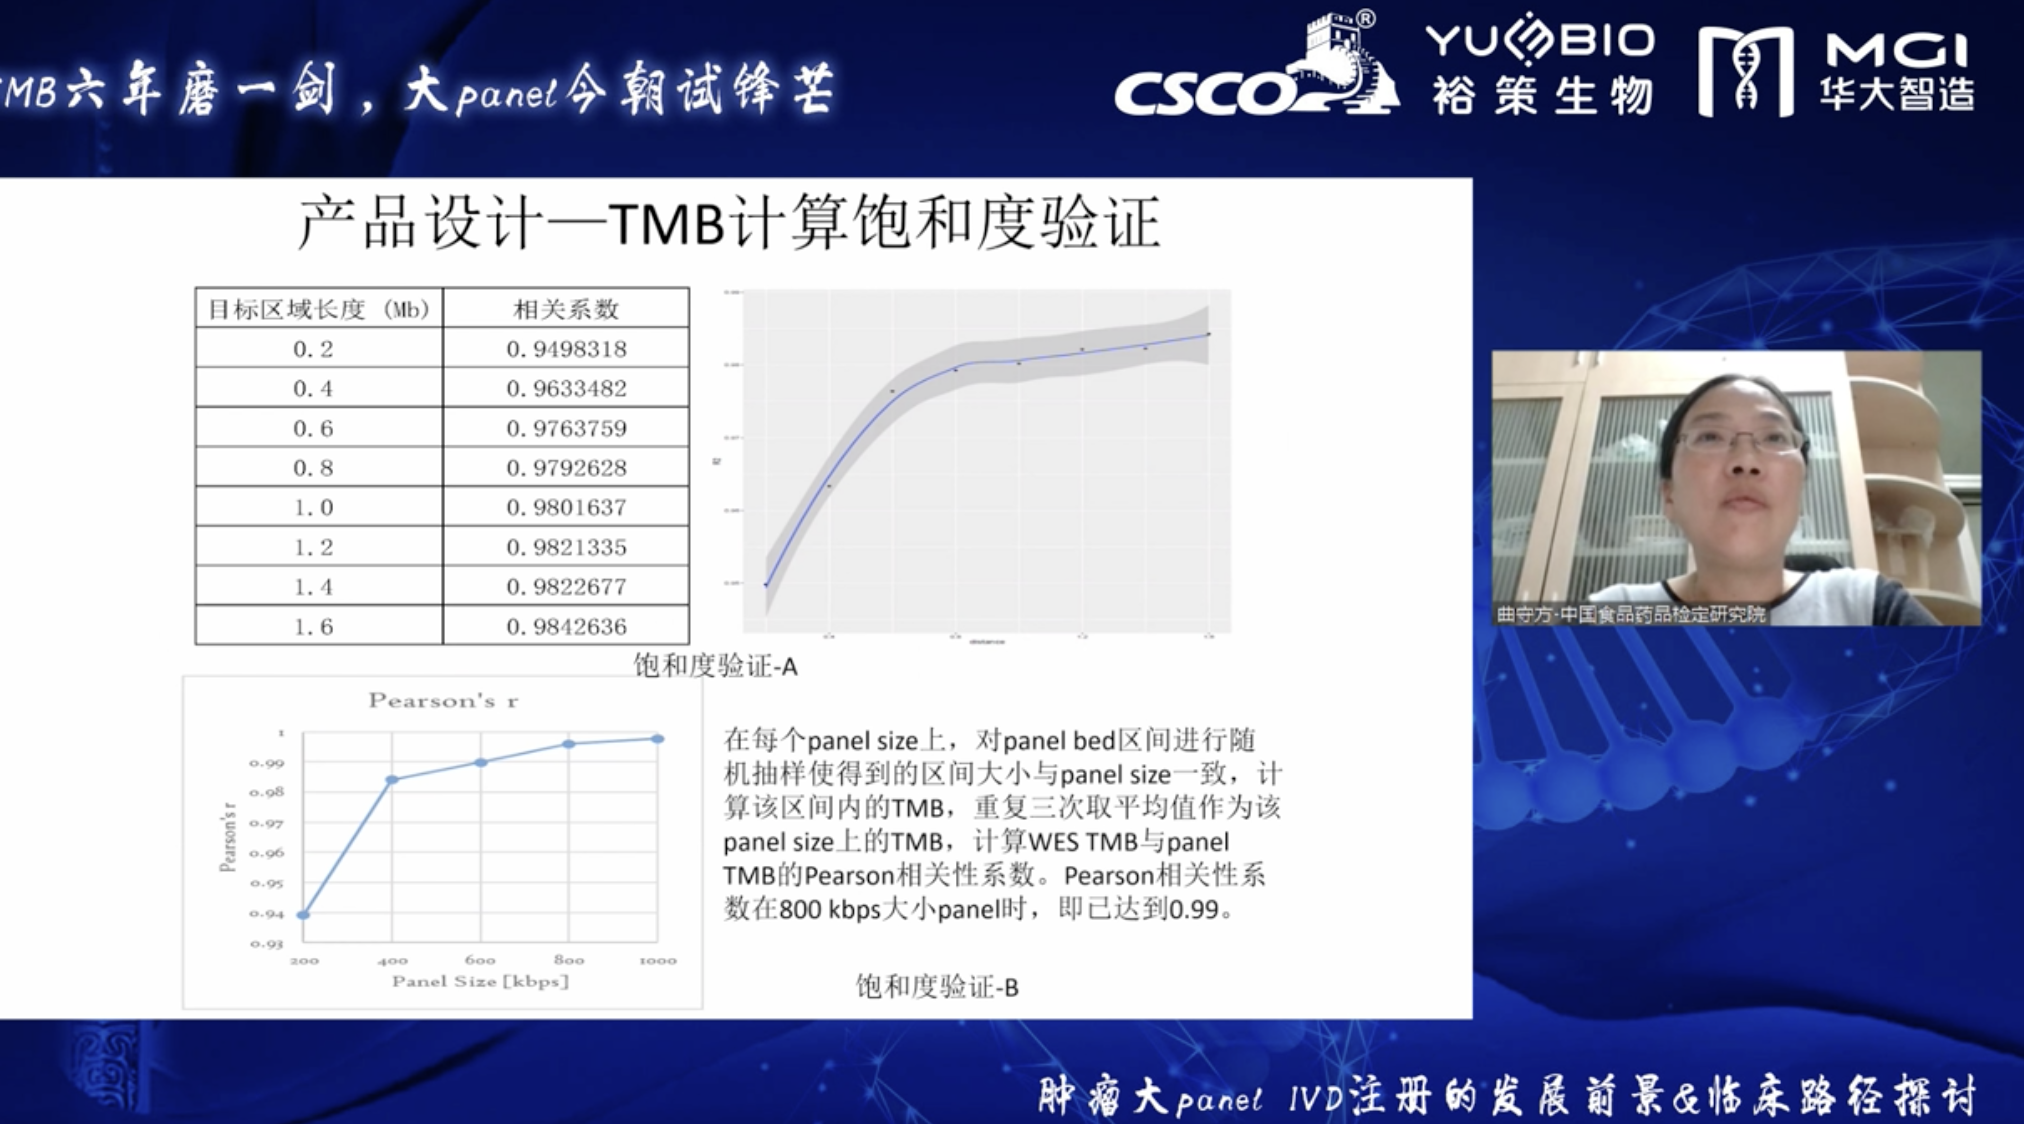 MB六年磨一剑，大panel今朝试锋芒
CSCO
®
YUCEBIO
裕策生物
MGI
华大智造
产品设计—TMB计算饱和度验证
目标区域长度 (Mb) 相关系数
0.2 0.9498318
0.4 0.9633482
0.6 0.9763759
0.8 0.9792628
1.0 0.9801637
1.2 0.9821335
1.4 0.9822677
1.6 0.9842636
distance
饱和度验证-A
Pearson's r
1
0.99
0.98
0.97
0.96
0.95
0.94
0.93
Pearson's r
200 400 600 800 1000
Panel Size [kbps]
在每个panel size上，对panel bed区间进行随
机抽样使得到的区间大小与panel size一致，计
算该区间内的TMB，重复三次取平均值作为该
panel size上的TMB，计算WES TMB与panel
TMB的Pearson相关性系数。Pearson相关性系
数在800 kbps大小panel时，即已达到0.99。
饱和度验证-B
曲守方-中国食品药品检定研究院
肿瘤大panel IVD注册的发展前景&临床路径探讨